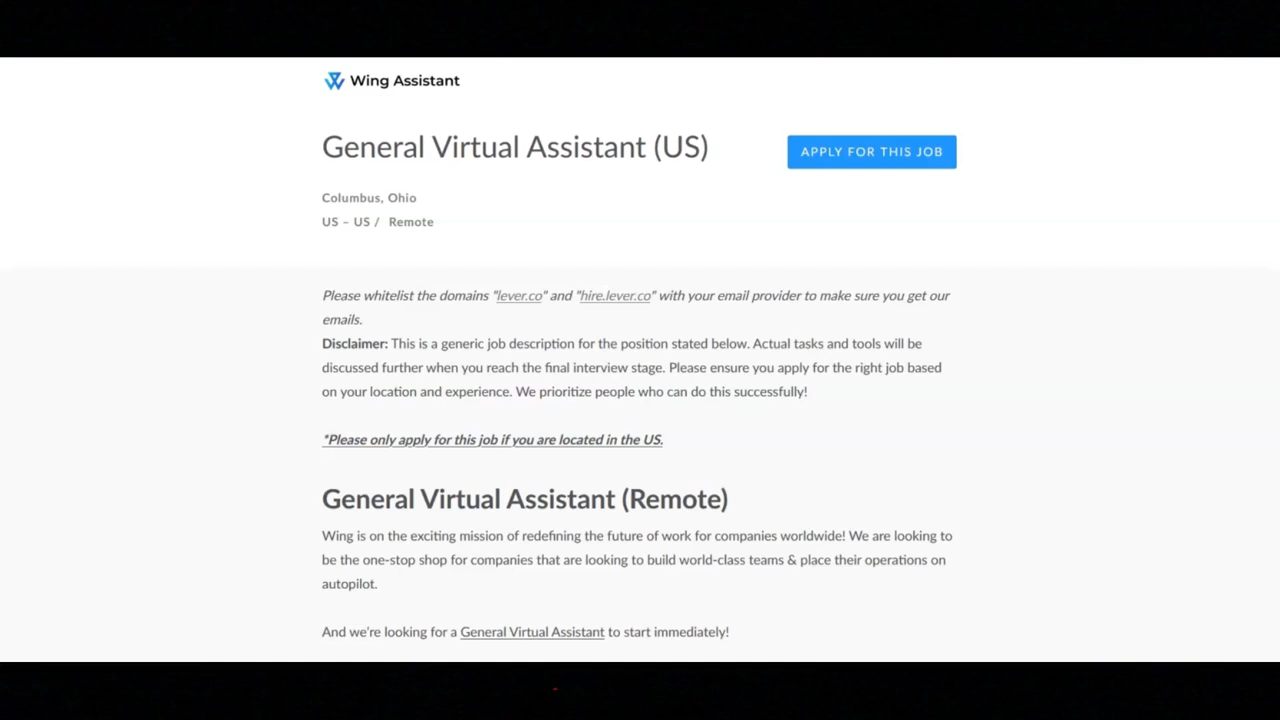 Wing Assistant
General Virtual Assistant (US)
APPLY FOR THIS JOB
Columbus, Ohio
US – US / Remote
Please whitelist the domains "lever.co" and "hire.lever.co" with your email provider to make sure you get our
emails.
Disclaimer: This is a generic job description for the position stated below. Actual tasks and tools will be
discussed further when you reach the final interview stage. Please ensure you apply for the right job based
on your location and experience. We prioritize people who can do this successfully!
*Please only apply for this job if you are located in the US.
General Virtual Assistant (Remote)
Wing is on the exciting mission of redefining the future of work for companies worldwide! We are looking to
be the one-stop shop for companies that are looking to build world-class teams & place their operations on
autopilot.
And we're looking for a General Virtual Assistant to start immediately!